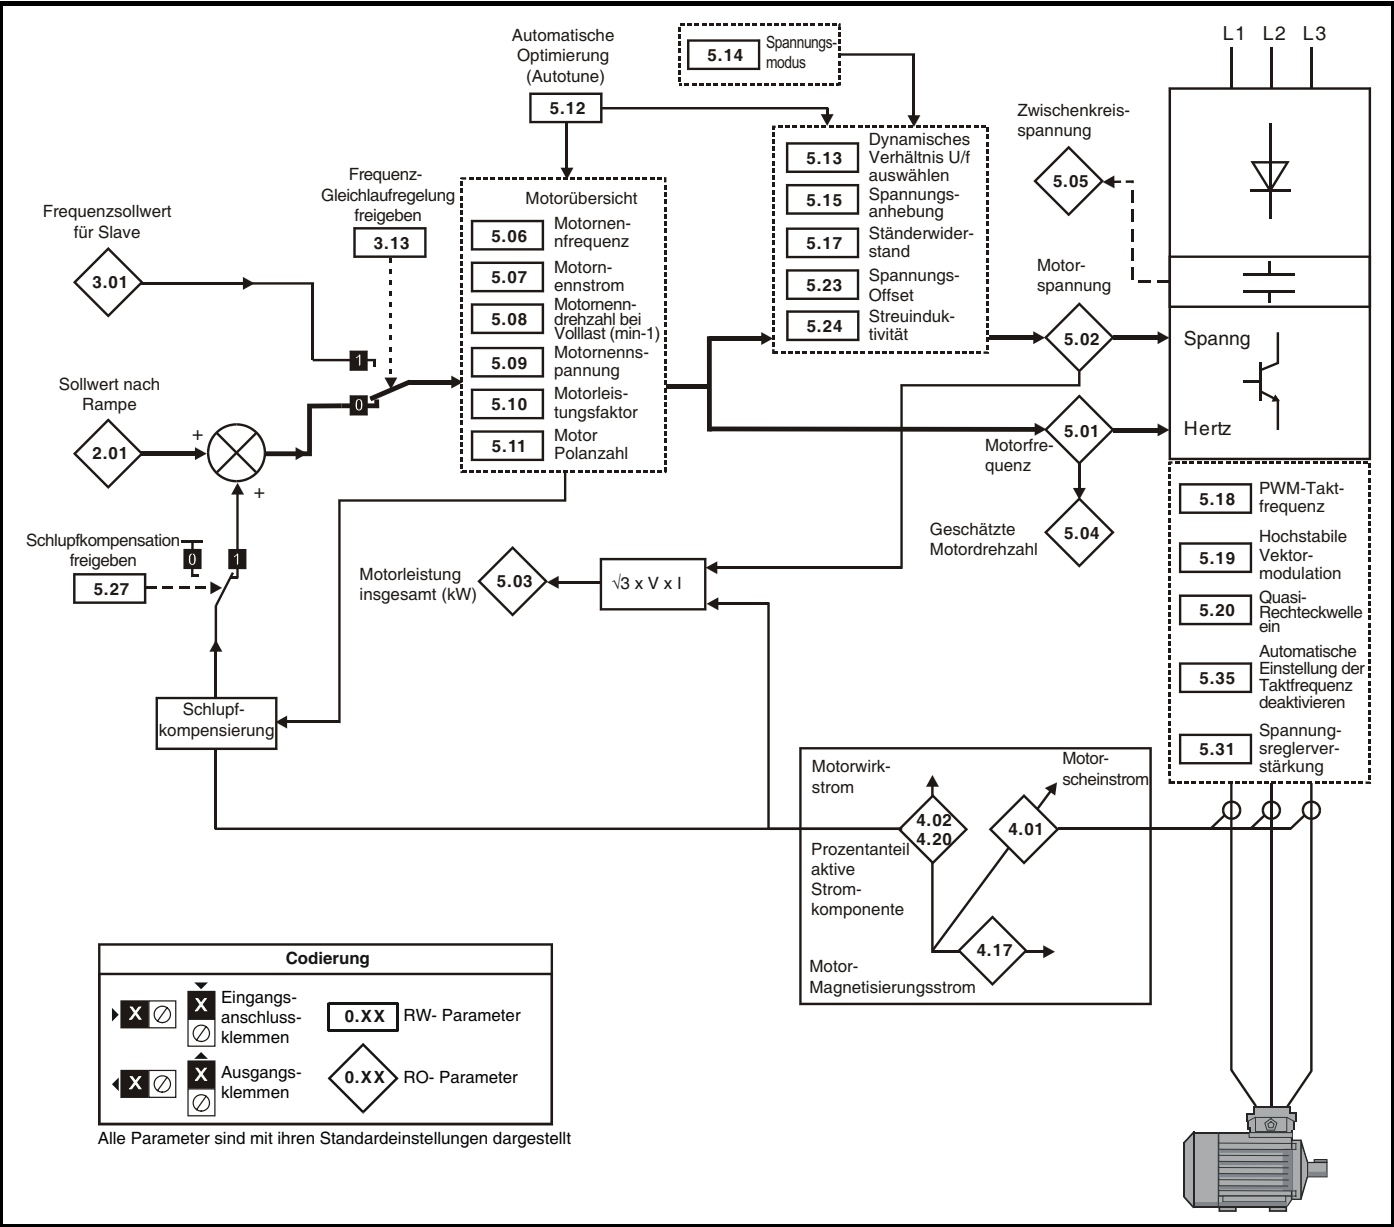 Automatische
Optimierung
(Autotune)
5.12
5.14
Spannungs-
modus
L1 L2 L3
Zwischenkreis-
spannung
5.05
Frequenzsollwert
für Slave
3.01
Frequenz-
Gleichlaufregelung
freigeben
3.13
1
0
Sollwert nach
Rampe
2.01
+
+
Motorübersicht
5.06
Motornen-
nfrequenz
5.07
Motorn-
ennstrom
5.08
Motornenn-
drehzahl bei
Volllast (min-1)
5.09
Motornenns-
pannung
5.10
Motorleis-
tungsfaktor
5.11
Motor
Polanzahl
5.13
Dynamisches
Verhältnis U/f
auswählen
5.15
Spannungs-
anhebung
5.17
Ständerwider-
stand
5.23
Spannungs-
Offset
5.24
Streuinduk-
tivität
Motor-
spannung
5.02
Spanng
5.01
Hertz
Motorfre-
quenz
5.04
Geschätzte
Motordrehzahl
Schlupfkompensation
freigeben
5.27
0
1
Motorleistung
insgesamt (kW)
5.03
√3 x V x I
Schlupf-
kompensierung
5.18
PWM-Takt-
frequenz
5.19
Hochstabile
Vektor-
modulation
5.20
Quasi-
Rechteckwelle
ein
5.35
Automatische
Einstellung der
Taktfrequenz
deaktivieren
5.31
Spannung-
sreglerver-
stärkung
Motorwirk-
strom
4.02
4.20
Prozentanteil
aktive
Strom-
komponente
Motor-
scheinstrom
4.01
4.17
Motor-
Magnetisierungsstrom
Codierung
X
X
Eingangs-
anschluss-
klemmen
0.XX
RW- Parameter
X
X
Ausgangs-
klemmen
0.XX
RO- Parameter
Alle Parameter sind mit ihren Standardeinstellungen dargestellt